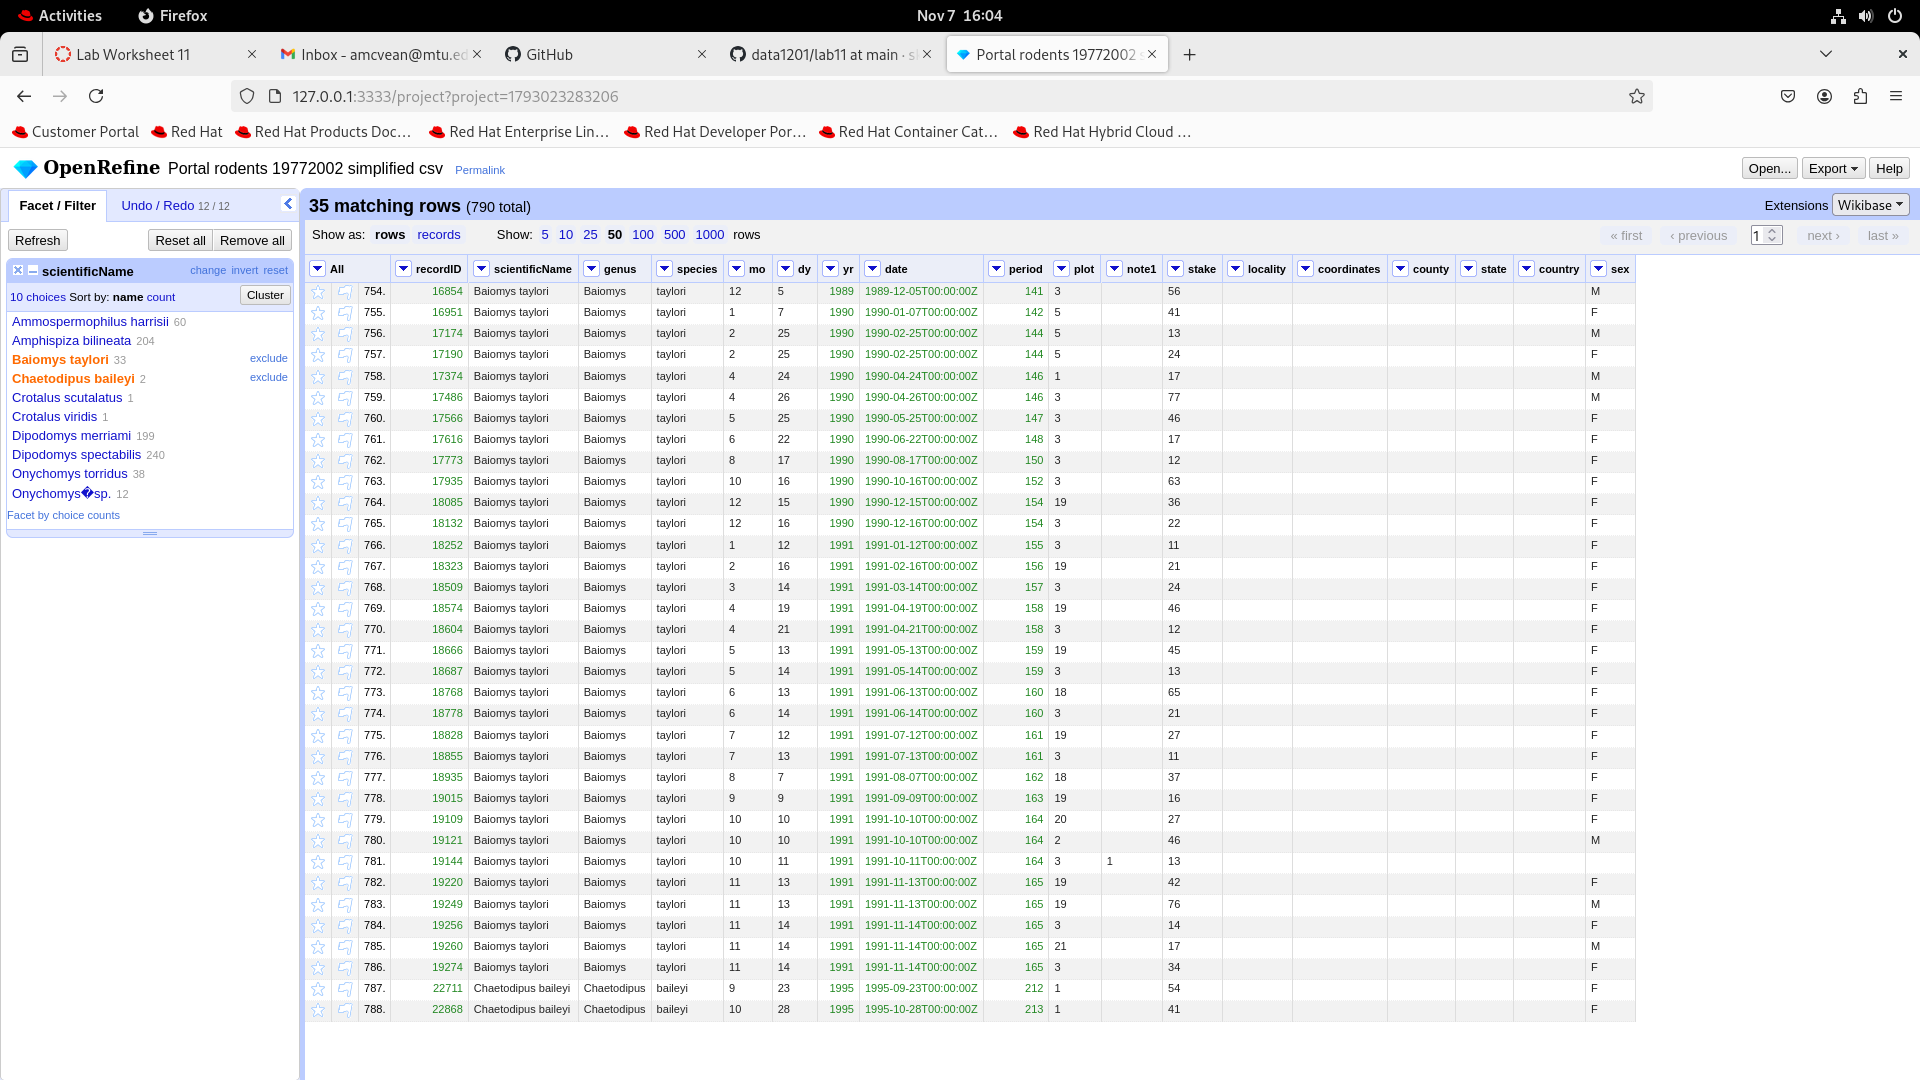 Activities Firefox Nov 7 16:04
Lab Worksheet 11 Inbox - amcvean@mtu.ed GitHub data1201/lab11 at main · s Portal rodents 19772002 s
127.0.0.1:3333/project?project=1793023283206
Customer Portal Red Hat Red Hat Products Doc… Red Hat Enterprise Lin… Red Hat Developer Por… Red Hat Container Cat… Red Hat Hybrid Cloud …
OpenRefine Portal rodents 19772002 simplified csv Permalink Open... Export Help
Facet / Filter Undo / Redo 12 / 12
Refresh Reset all Remove all
scientificName change invert reset
10 choices Sort by: name count Cluster
Ammospermophilus harrisii 60
Amphispiza bilineata 204
Baiomys taylori 33 exclude
Chaetodipus baileyi 2 exclude
Crotalus scutalatus 1
Crotalus viridis 1
Dipodomys merriami 199
Dipodomys spectabilis 240
Onychomys torridus 38
Onychomys�sp. 12
Facet by choice counts
35 matching rows (790 total) Extensions Wikibase
Show as: rows records Show: 5 10 25 50 100 500 1000 rows « first ‹ previous 1 next › last »
All recordID scientificName genus species mo dy yr date period plot note1 stake locality coordinates county state country sex
754. 16854 Baiomys taylori Baiomys taylori 12 5 1989 1989-12-05T00:00:00Z 141 3 56 M
755. 16951 Baiomys taylori Baiomys taylori 1 7 1990 1990-01-07T00:00:00Z 142 5 41 F
756. 17174 Baiomys taylori Baiomys taylori 2 25 1990 1990-02-25T00:00:00Z 144 5 13 M
757. 17190 Baiomys taylori Baiomys taylori 2 25 1990 1990-02-25T00:00:00Z 144 5 24 F
758. 17374 Baiomys taylori Baiomys taylori 4 24 1990 1990-04-24T00:00:00Z 146 1 17 M
759. 17486 Baiomys taylori Baiomys taylori 4 26 1990 1990-04-26T00:00:00Z 146 3 77 M
760. 17566 Baiomys taylori Baiomys taylori 5 25 1990 1990-05-25T00:00:00Z 147 3 46 F
761. 17616 Baiomys taylori Baiomys taylori 6 22 1990 1990-06-22T00:00:00Z 148 3 17 F
762. 17773 Baiomys taylori Baiomys taylori 8 17 1990 1990-08-17T00:00:00Z 150 3 12 F
763. 17935 Baiomys taylori Baiomys taylori 10 16 1990 1990-10-16T00:00:00Z 152 3 63 F
764. 18085 Baiomys taylori Baiomys taylori 12 15 1990 1990-12-15T00:00:00Z 154 19 36 F
765. 18132 Baiomys taylori Baiomys taylori 12 16 1990 1990-12-16T00:00:00Z 154 3 22 F
766. 18252 Baiomys taylori Baiomys taylori 1 12 1991 1991-01-12T00:00:00Z 155 3 11 F
767. 18323 Baiomys taylori Baiomys taylori 2 16 1991 1991-02-16T00:00:00Z 156 19 21 F
768. 18509 Baiomys taylori Baiomys taylori 3 14 1991 1991-03-14T00:00:00Z 157 3 24 F
769. 18574 Baiomys taylori Baiomys taylori 4 19 1991 1991-04-19T00:00:00Z 158 19 46 F
770. 18604 Baiomys taylori Baiomys taylori 4 21 1991 1991-04-21T00:00:00Z 158 3 12 F
771. 18666 Baiomys taylori Baiomys taylori 5 13 1991 1991-05-13T00:00:00Z 159 19 45 F
772. 18687 Baiomys taylori Baiomys taylori 5 14 1991 1991-05-14T00:00:00Z 159 3 13 F
773. 18768 Baiomys taylori Baiomys taylori 6 13 1991 1991-06-13T00:00:00Z 160 18 65 F
774. 18778 Baiomys taylori Baiomys taylori 6 14 1991 1991-06-14T00:00:00Z 160 3 21 F
775. 18828 Baiomys taylori Baiomys taylori 7 12 1991 1991-07-12T00:00:00Z 161 19 27 F
776. 18855 Baiomys taylori Baiomys taylori 7 13 1991 1991-07-13T00:00:00Z 161 3 11 F
777. 18935 Baiomys taylori Baiomys taylori 8 7 1991 1991-08-07T00:00:00Z 162 18 37 F
778. 19015 Baiomys taylori Baiomys taylori 9 9 1991 1991-09-09T00:00:00Z 163 19 16 F
779. 19109 Baiomys taylori Baiomys taylori 10 10 1991 1991-10-10T00:00:00Z 164 20 27 F
780. 19121 Baiomys taylori Baiomys taylori 10 10 1991 1991-10-10T00:00:00Z 164 2 46 M
781. 19144 Baiomys taylori Baiomys taylori 10 11 1991 1991-10-11T00:00:00Z 164 3 1 13
782. 19220 Baiomys taylori Baiomys taylori 11 13 1991 1991-11-13T00:00:00Z 165 19 42 F
783. 19249 Baiomys taylori Baiomys taylori 11 13 1991 1991-11-13T00:00:00Z 165 19 76 M
784. 19256 Baiomys taylori Baiomys taylori 11 14 1991 1991-11-14T00:00:00Z 165 3 14 F
785. 19260 Baiomys taylori Baiomys taylori 11 14 1991 1991-11-14T00:00:00Z 165 21 17 M
786. 19274 Baiomys taylori Baiomys taylori 11 14 1991 1991-11-14T00:00:00Z 165 3 34 F
787. 22711 Chaetodipus baileyi Chaetodipus baileyi 9 23 1995 1995-09-23T00:00:00Z 212 1 54 F
788. 22868 Chaetodipus baileyi Chaetodipus baileyi 10 28 1995 1995-10-28T00:00:00Z 213 1 41 F